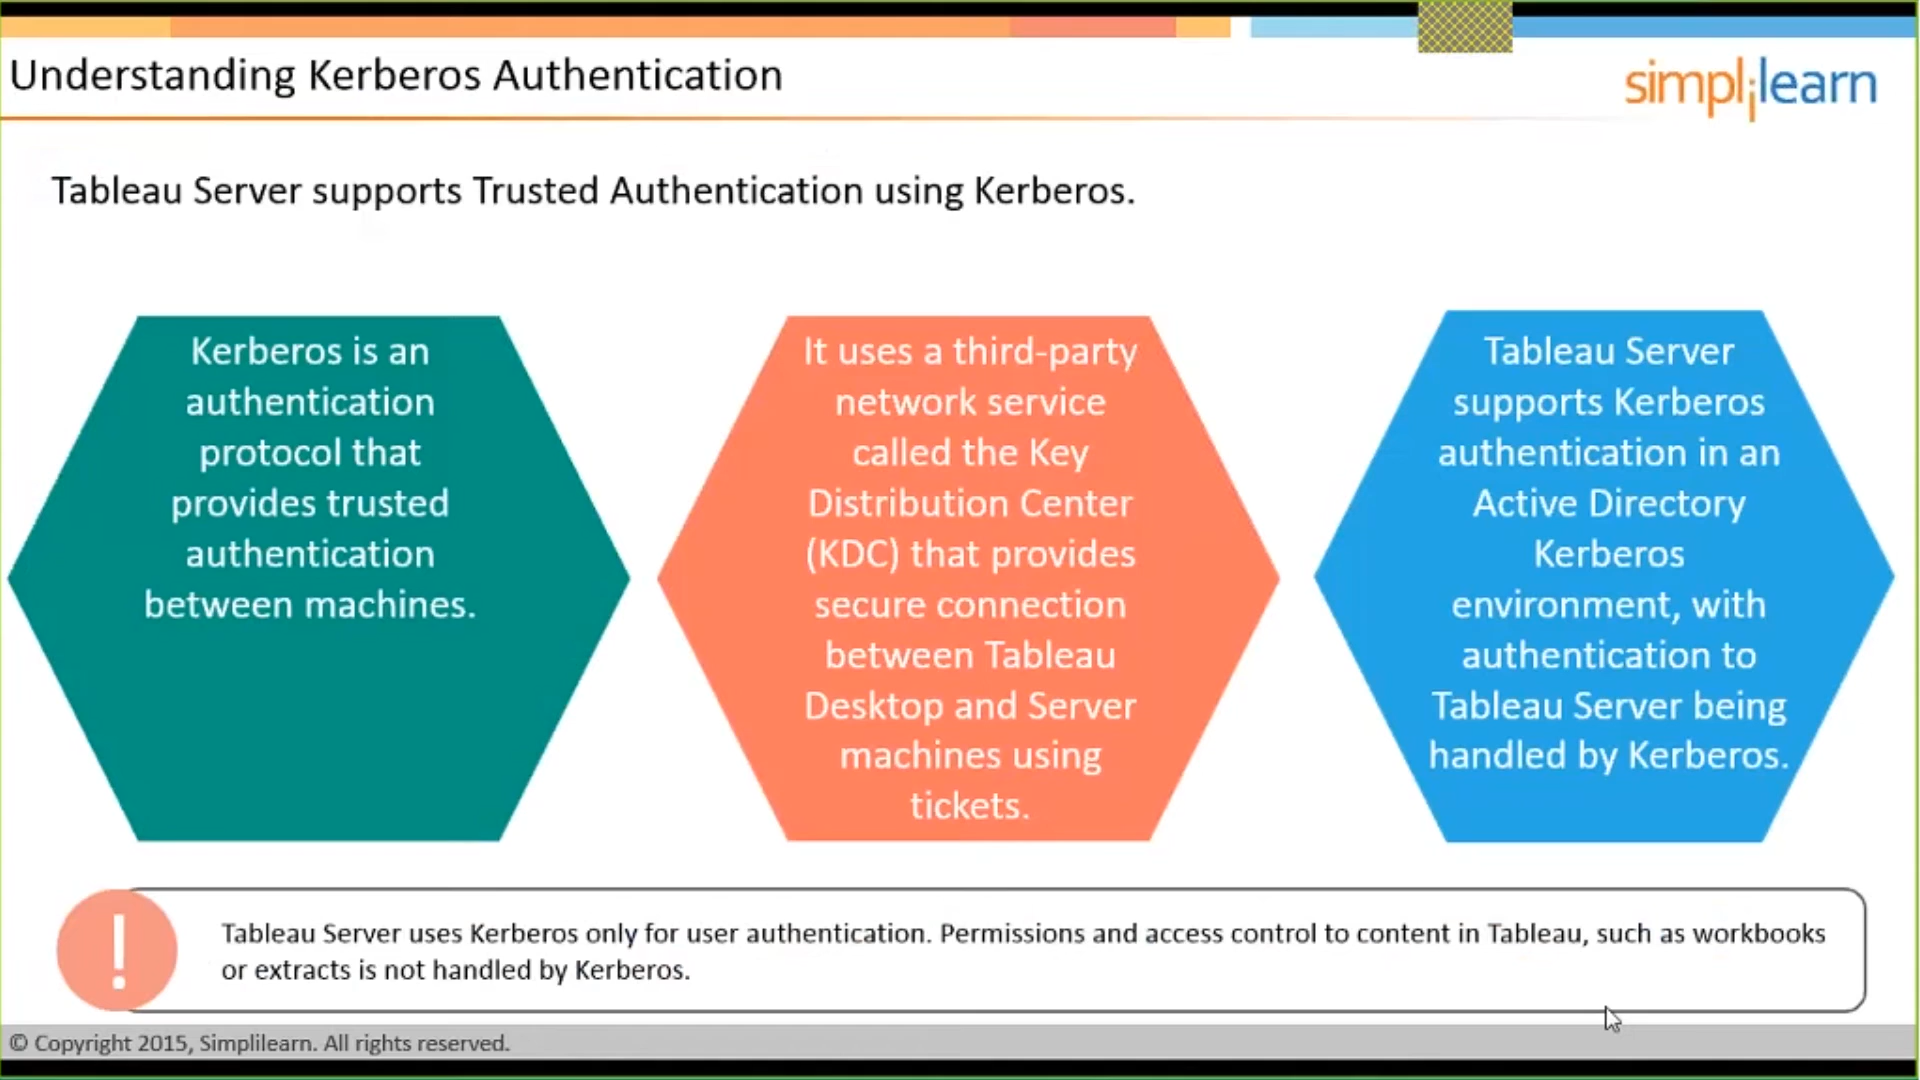 Understanding Kerberos Authentication
simplilearn
Tableau Server supports Trusted Authentication using Kerberos.
Kerberos is an
authentication
protocol that
provides trusted
authentication
between machines.
It uses a third-party
network service
called the Key
Distribution Center
(KDC) that provides
secure connection
between Tableau
Desktop and Server
machines using
tickets.
Tableau Server
supports Kerberos
authentication in an
Active Directory
Kerberos
environment, with
authentication to
Tableau Server being
handled by Kerberos.
!
Tableau Server uses Kerberos only for user authentication. Permissions and access control to content in Tableau, such as workbooks
or extracts is not handled by Kerberos.
© Copyright 2015, Simplilearn. All rights reserved.